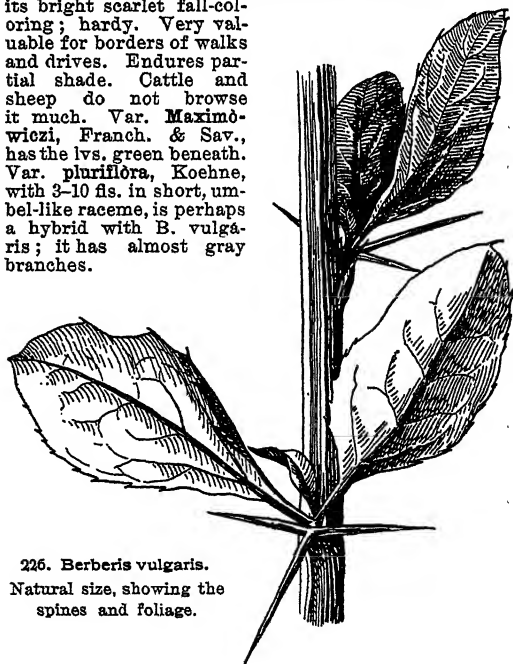 its bright scarlet fall-col-
oring; hardy. Very val-
uable for borders of walks
and drives. Endures par-
tial shade. Cattle and
sheep do not browse
it much. Var. Maximò-
wiczi, Franch. & Sav.,
has the lvs. green beneath.
Var. pluriflòra, Koehne,
with 3-10 fls. in short, um-
bel-like raceme, is perhaps
a hybrid with B. vulgá-
ris; it has almost gray
branches.
226. Berberis vulgaris.
Natural size, showing the
spines and foliage.